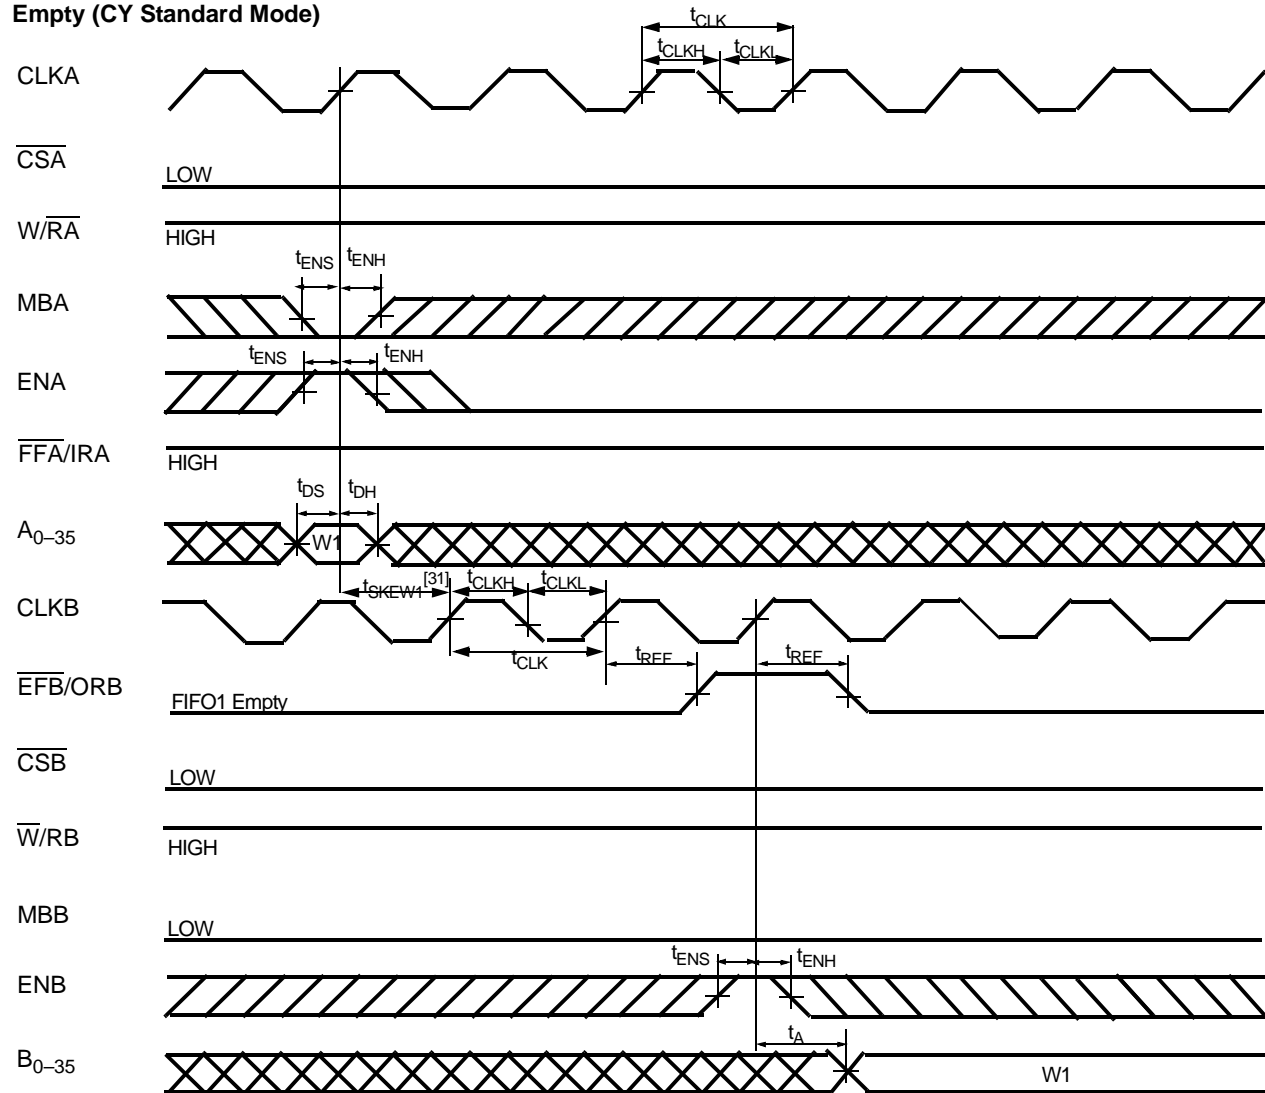 Empty (CY Standard Mode)
tCLK
tCLKH tCLKL
CLKA
CSA
LOW
W/RA
HIGH
tENS tENH
MBA
tENS tENH
ENA
FFA/IRA
HIGH
tDS tDH
A0–35
W1
tSKEW1[31] tCLKH tCLKL
CLKB
tCLK tREF tREF
EFB/ORB
FIFO1 Empty
CSB
LOW
W/RB
HIGH
MBB
LOW
tENS tENH
ENB
tA
B0–35
W1